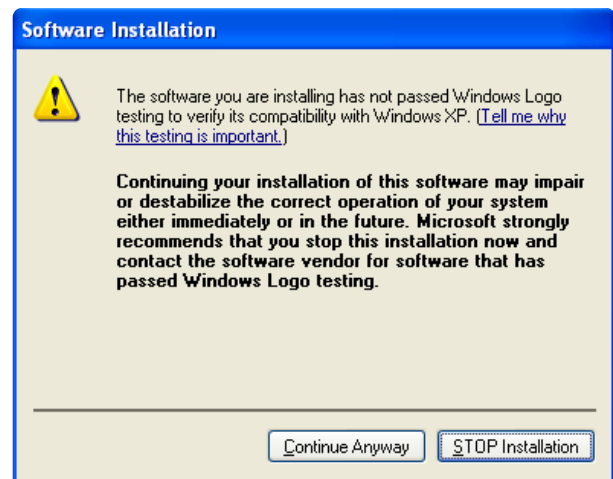 Software Installation
The software you are installing has not passed Windows Logo
testing to verify its compatibility with Windows XP. (Tell me why
this testing is important.)
Continuing your installation of this software may impair
or destabilize the correct operation of your system
either immediately or in the future. Microsoft strongly
recommends that you stop this installation now and
contact the software vendor for software that has
passed Windows Logo testing.
Continue Anyway
STOP Installation